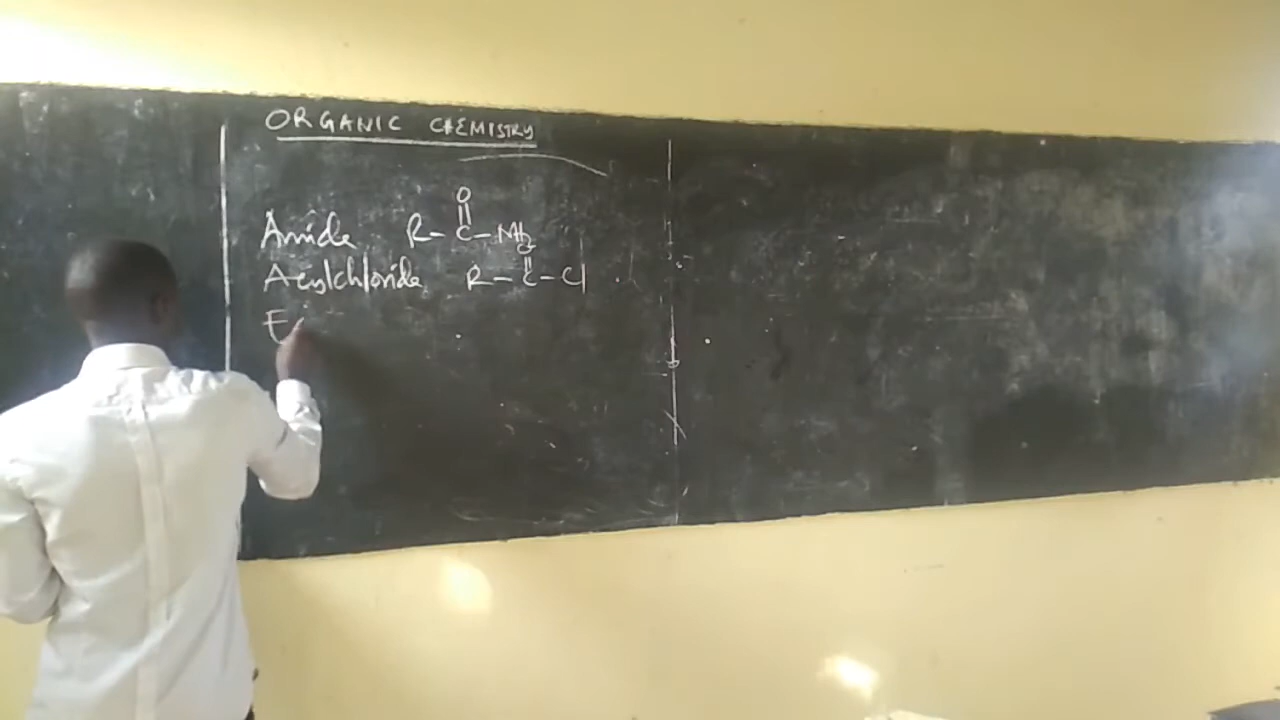 ORGANIC CHEMISTRY
O
Amide R-C-NH2
O
Acylchloride R-C-Cl
E